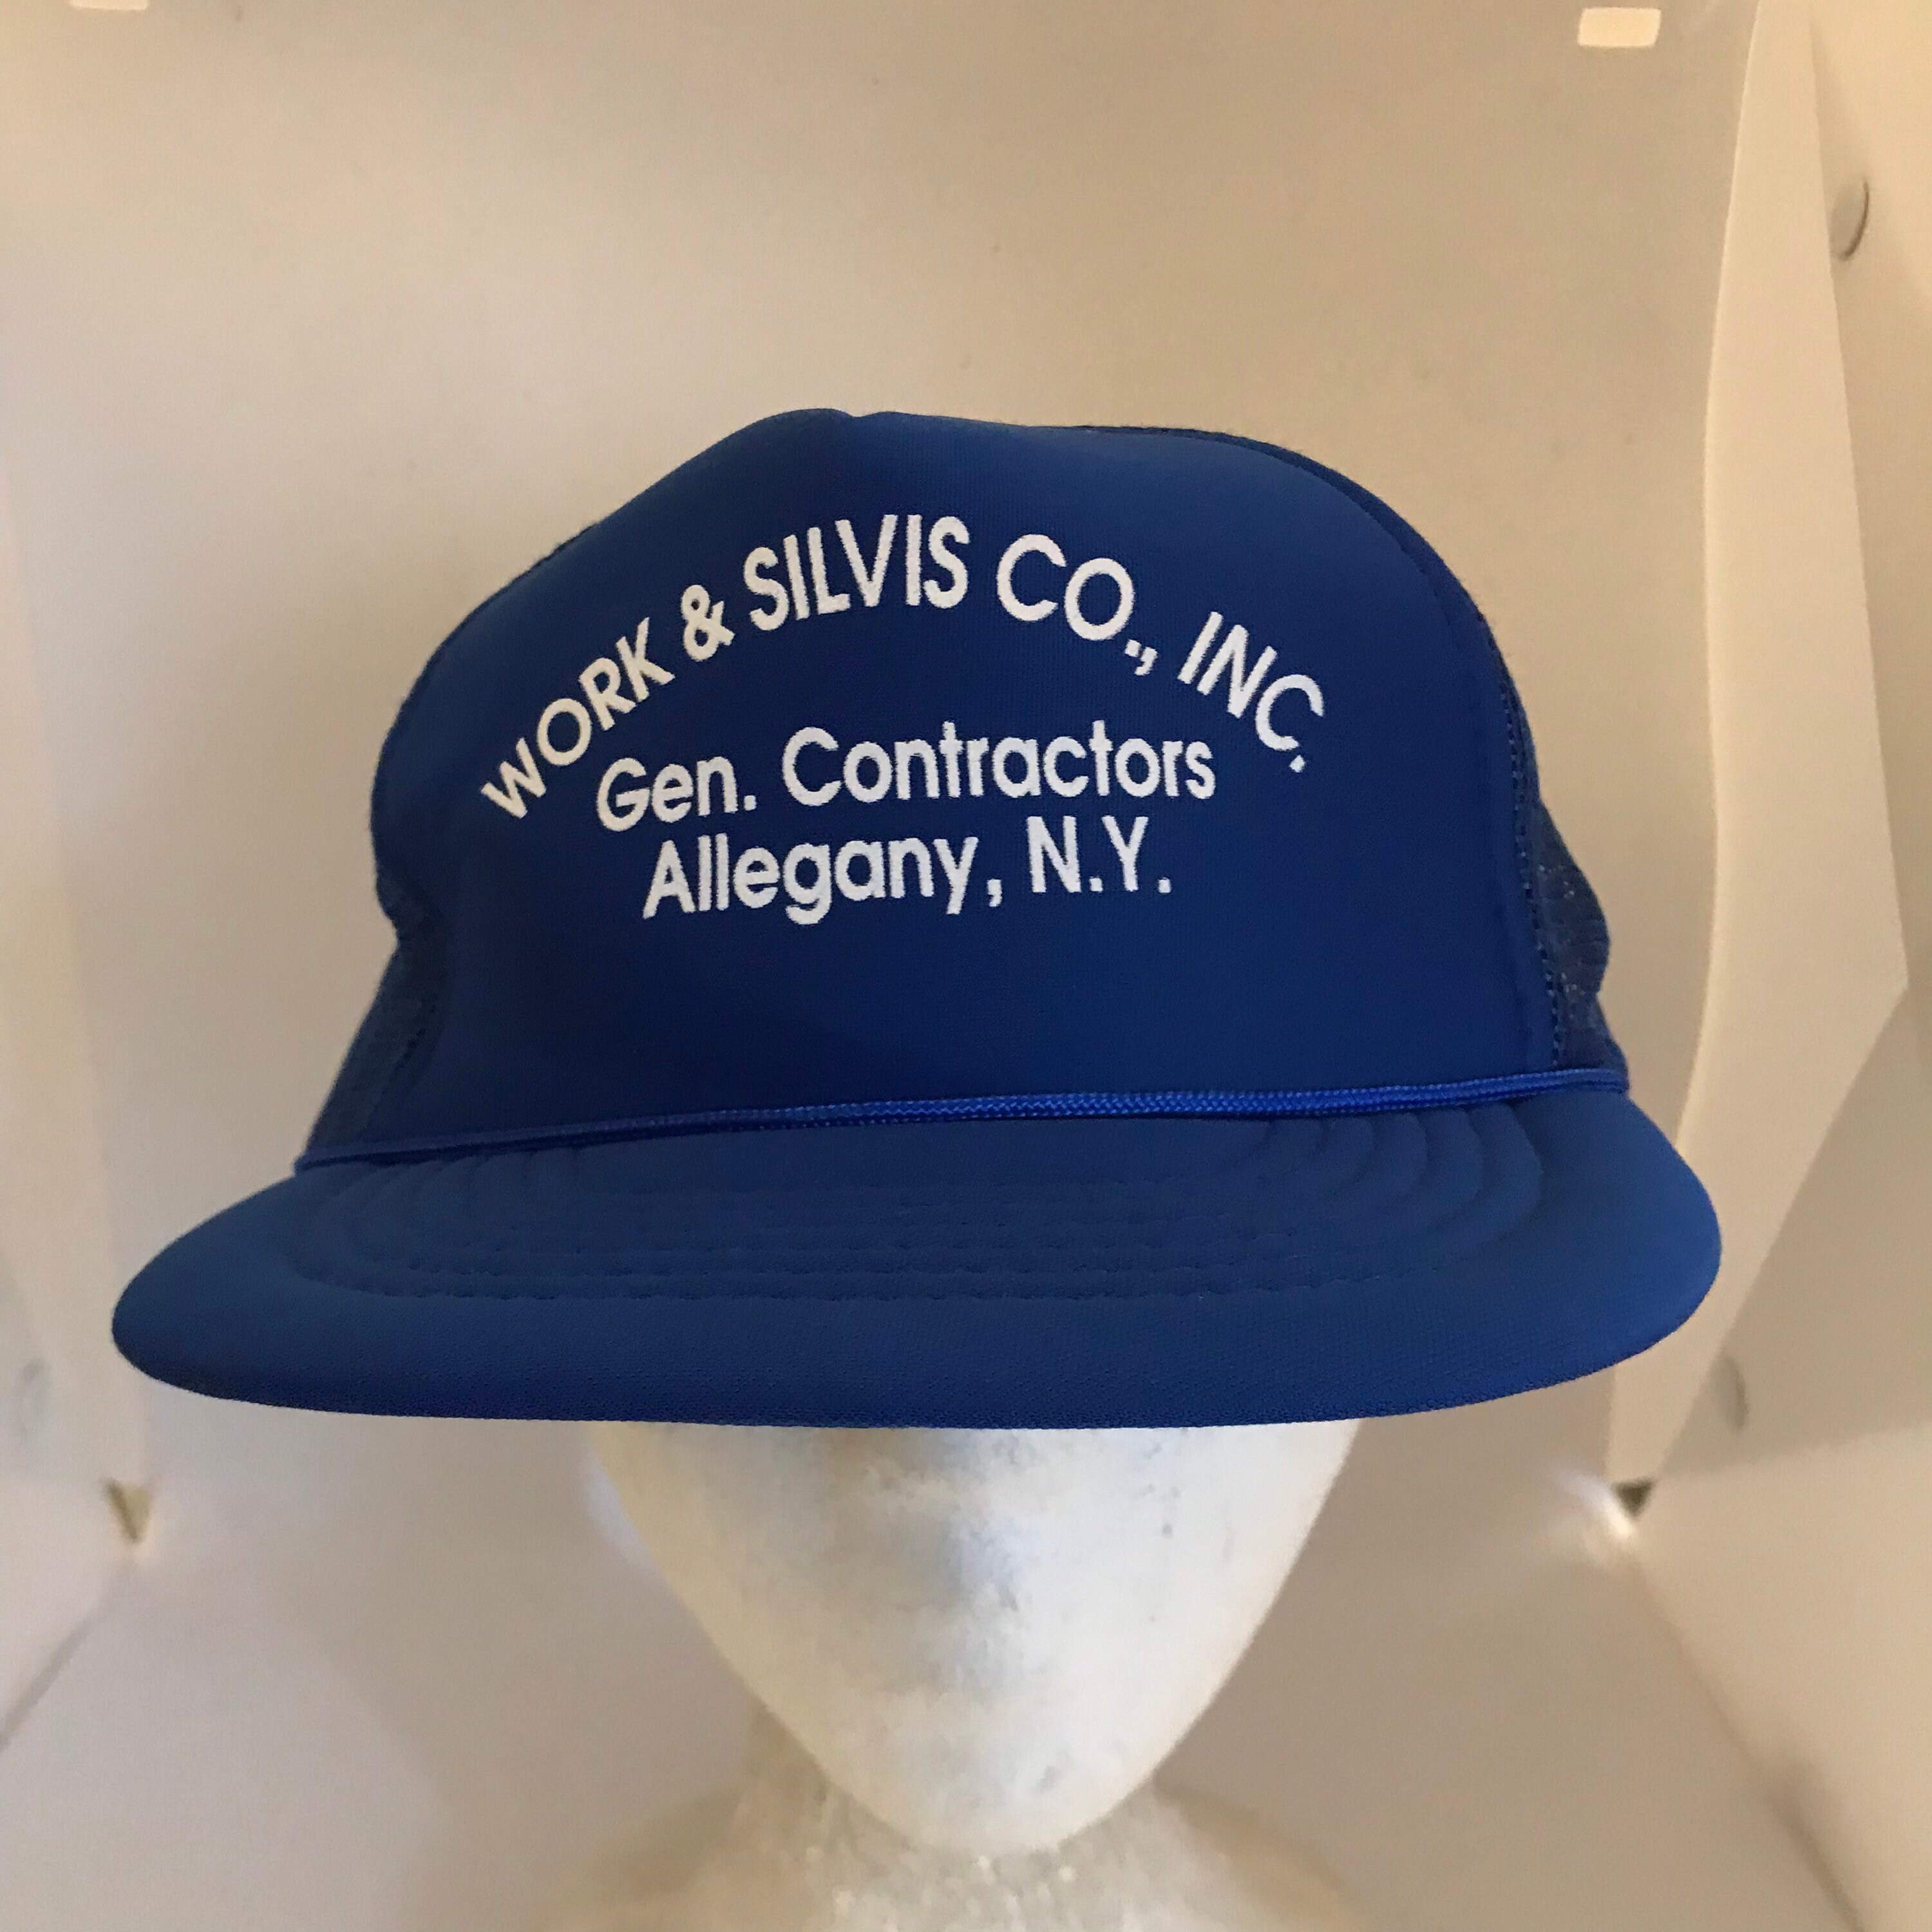 WORK & SILVIS CO., INC.
Gen. Contractors
Allegany, N.Y.